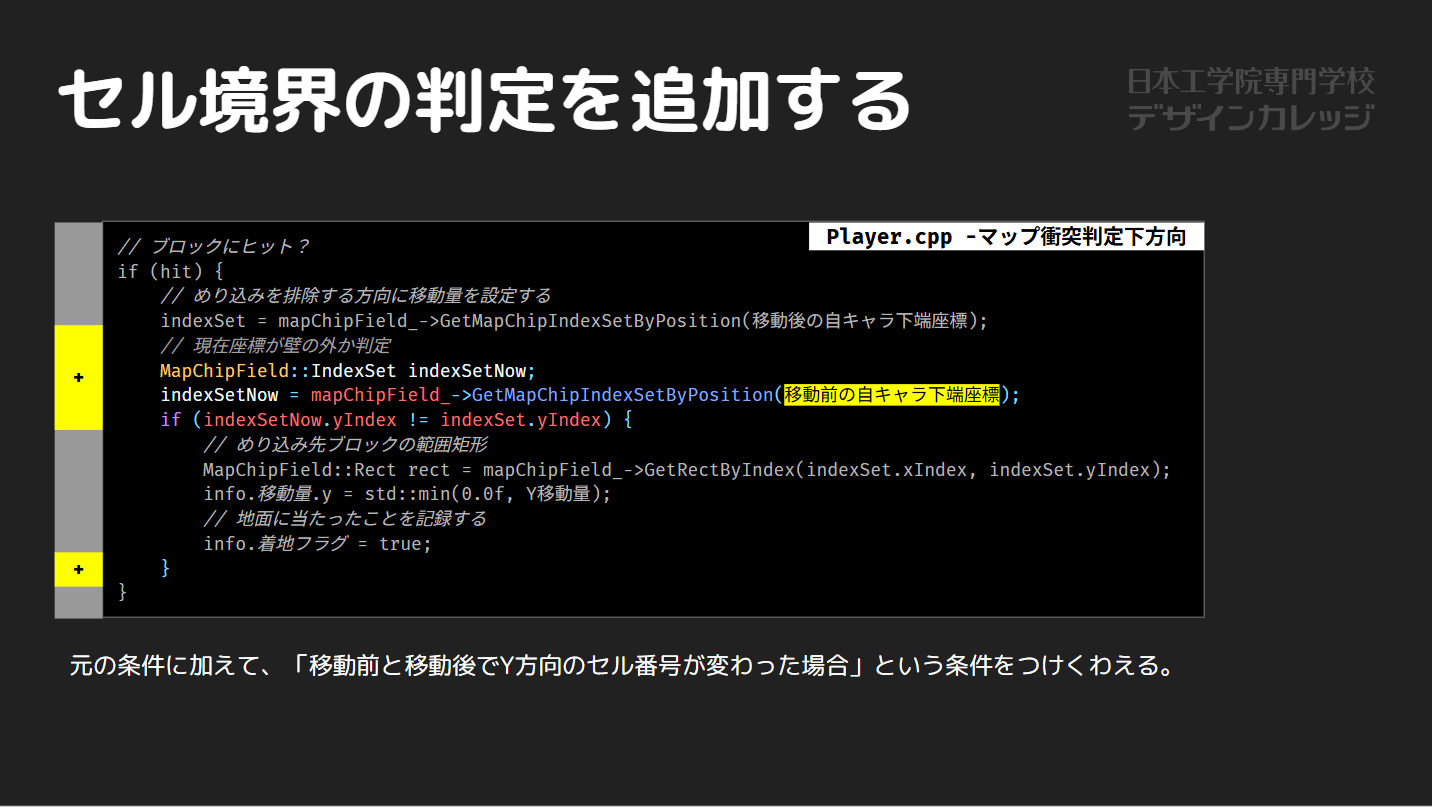 セル境界の判定を追加する
日本工学院専門学校
デザインカレッジ
Player.cpp -マップ衝突判定下方向
// ブロックにヒット？
if (hit) {
// めり込みを排除する方向に移動量を設定する
indexSet = mapChipField_->GetMapChipIndexSetByPosition(移動後の自キャラ下端座標);
// 現在座標が壁の外か判定
+
MapChipField::IndexSet indexSetNow;
indexSetNow = mapChipField_->GetMapChipIndexSetByPosition(移動前の自キャラ下端座標);
if (indexSetNow.yIndex != indexSet.yIndex) {
// めり込み先ブロックの範囲矩形
MapChipField::Rect rect = mapChipField_->GetRectByIndex(indexSet.xIndex, indexSet.yIndex);
info.移動量.y = std::min(0.0f, Y移動量);
// 地面に当たったことを記録する
info.着地フラグ = true;
+
}
}
元の条件に加えて、「移動前と移動後でY方向のセル番号が変わった場合」という条件をつけくわえる。